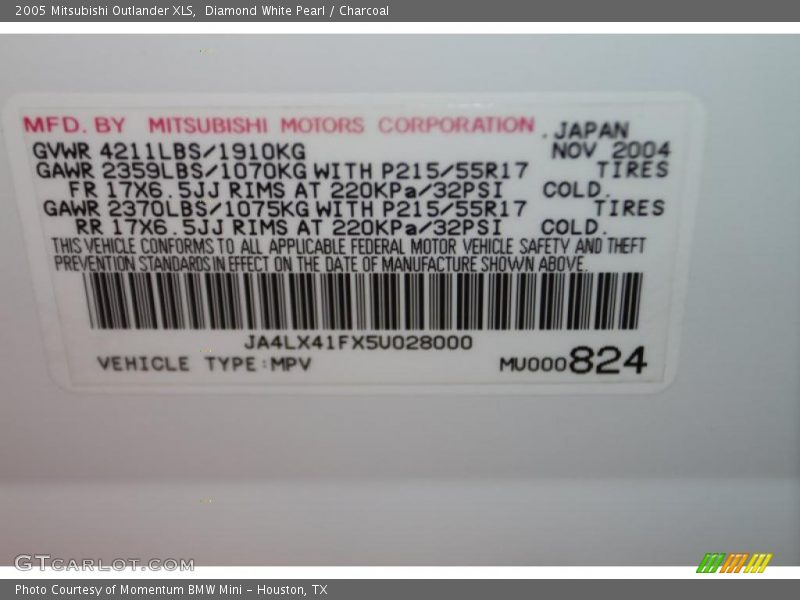 2005 Mitsubishi Outlander XLS,  Diamond White Pearl / Charcoal
MFD. BY MITSUBISHI MOTORS CORPORATION . JAPAN
GVWR 4211LBS/1910KG NOV 2004
GAWR 2359LBS/1070KG WITH P215/55R17 TIRES
FR 17X6.5JJ RIMS AT 220KPa/32PSI COLD.
GAWR 2370LBS/1075KG WITH P215/55R17 TIRES
RR 17X6.5JJ RIMS AT 220KPa/32PSI COLD.
THIS VEHICLE CONFORMS TO ALL APPLICABLE FEDERAL MOTOR VEHICLE SAFETY AND THEFT
PREVENTION STANDARDS IN EFFECT ON THE DATE OF MANUFACTURE SHOWN ABOVE.
JA4LX41FX5U028000
VEHICLE TYPE:MPV MU000824
GTCARLOT.COM
Photo Courtesy of Momentum BMW Mini - Houston, TX